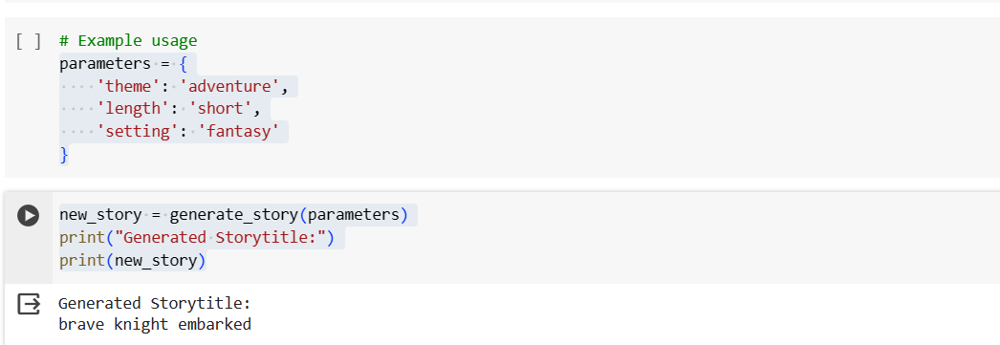 [ ] # Example usage
parameters = {
    'theme': 'adventure',
    'length': 'short',
    'setting': 'fantasy'
}
new_story = generate_story(parameters)
print("Generated Storytitle:")
print(new_story)
Generated Storytitle:
brave knight embarked